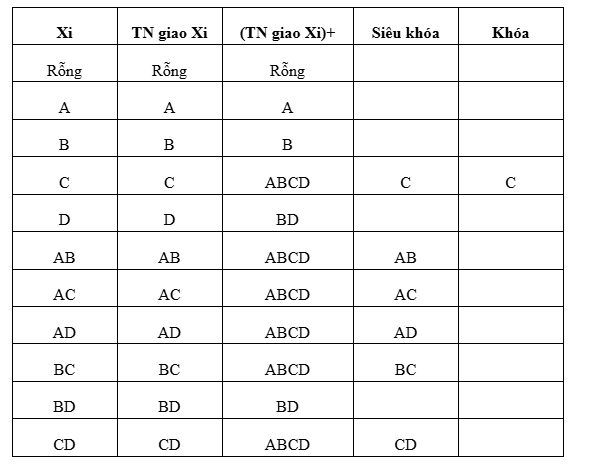 Xi TN giao Xi (TN giao Xi)+ Siêu khóa Khóa
Rỗng Rỗng Rỗng
A A A
B B B
C C ABCD C C
D D BD
AB AB ABCD AB
AC AC ABCD AC
AD AD ABCD AD
BC BC ABCD BC
BD BD BD
CD CD ABCD CD